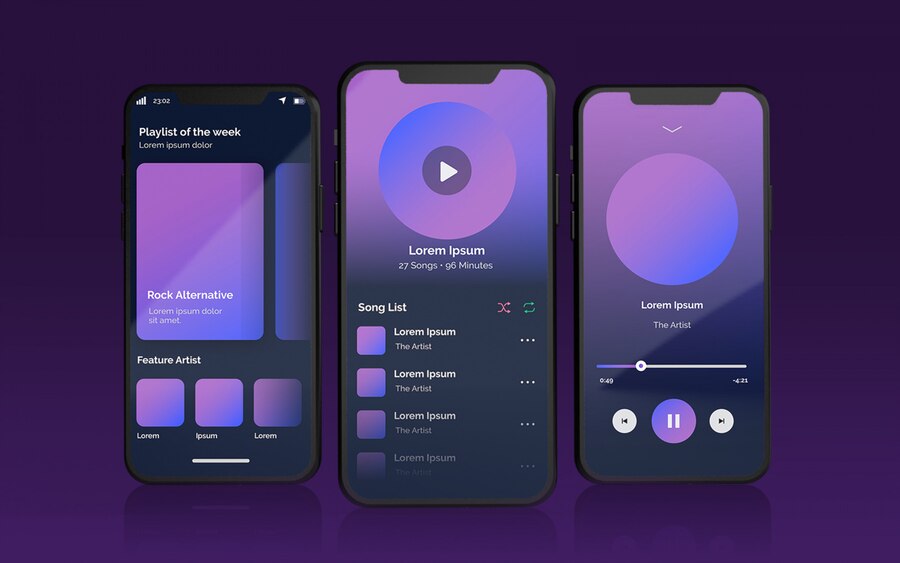 23:02
Playlist of the week
Lorem ipsum dolor
Rock Alternative
Lorem ipsum dolor
sit amet.
Feature Artist
Lorem
Ipsum
Lorem
Lorem Ipsum
27 Songs • 96 Minutes
Song List
Lorem Ipsum
The Artist
Lorem Ipsum
The Artist
Lorem Ipsum
The Artist
Lorem Ipsum
The Artist
Lorem Ipsum
The Artist
0:49
-4:21